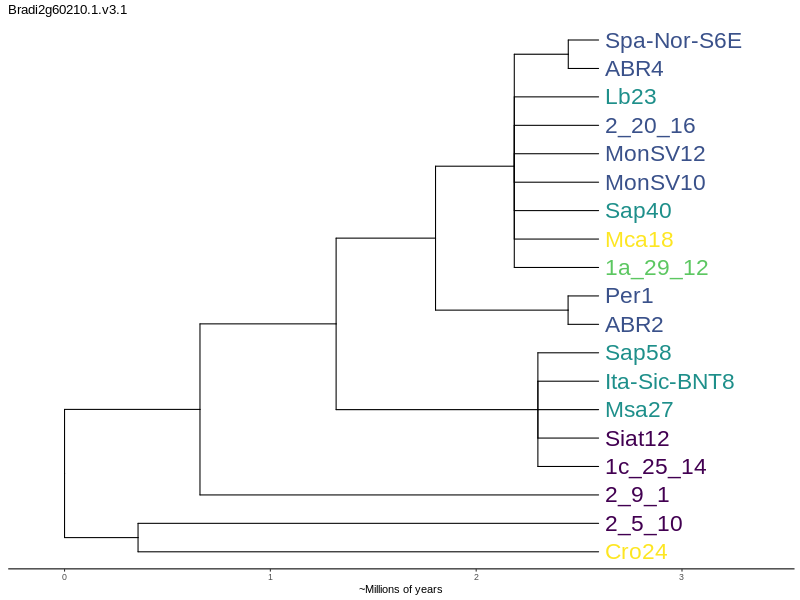 Bradi2g60210.1.v3.1
Spa-Nor-S6E
ABR4
Lb23
2_20_16
MonSV12
MonSV10
Sap40
Mca18
1a_29_12
Per1
ABR2
Sap58
Ita-Sic-BNT8
Msa27
Siat12
1c_25_14
2_9_1
2_5_10
Cro24
0 1 2 3
~Millions of years